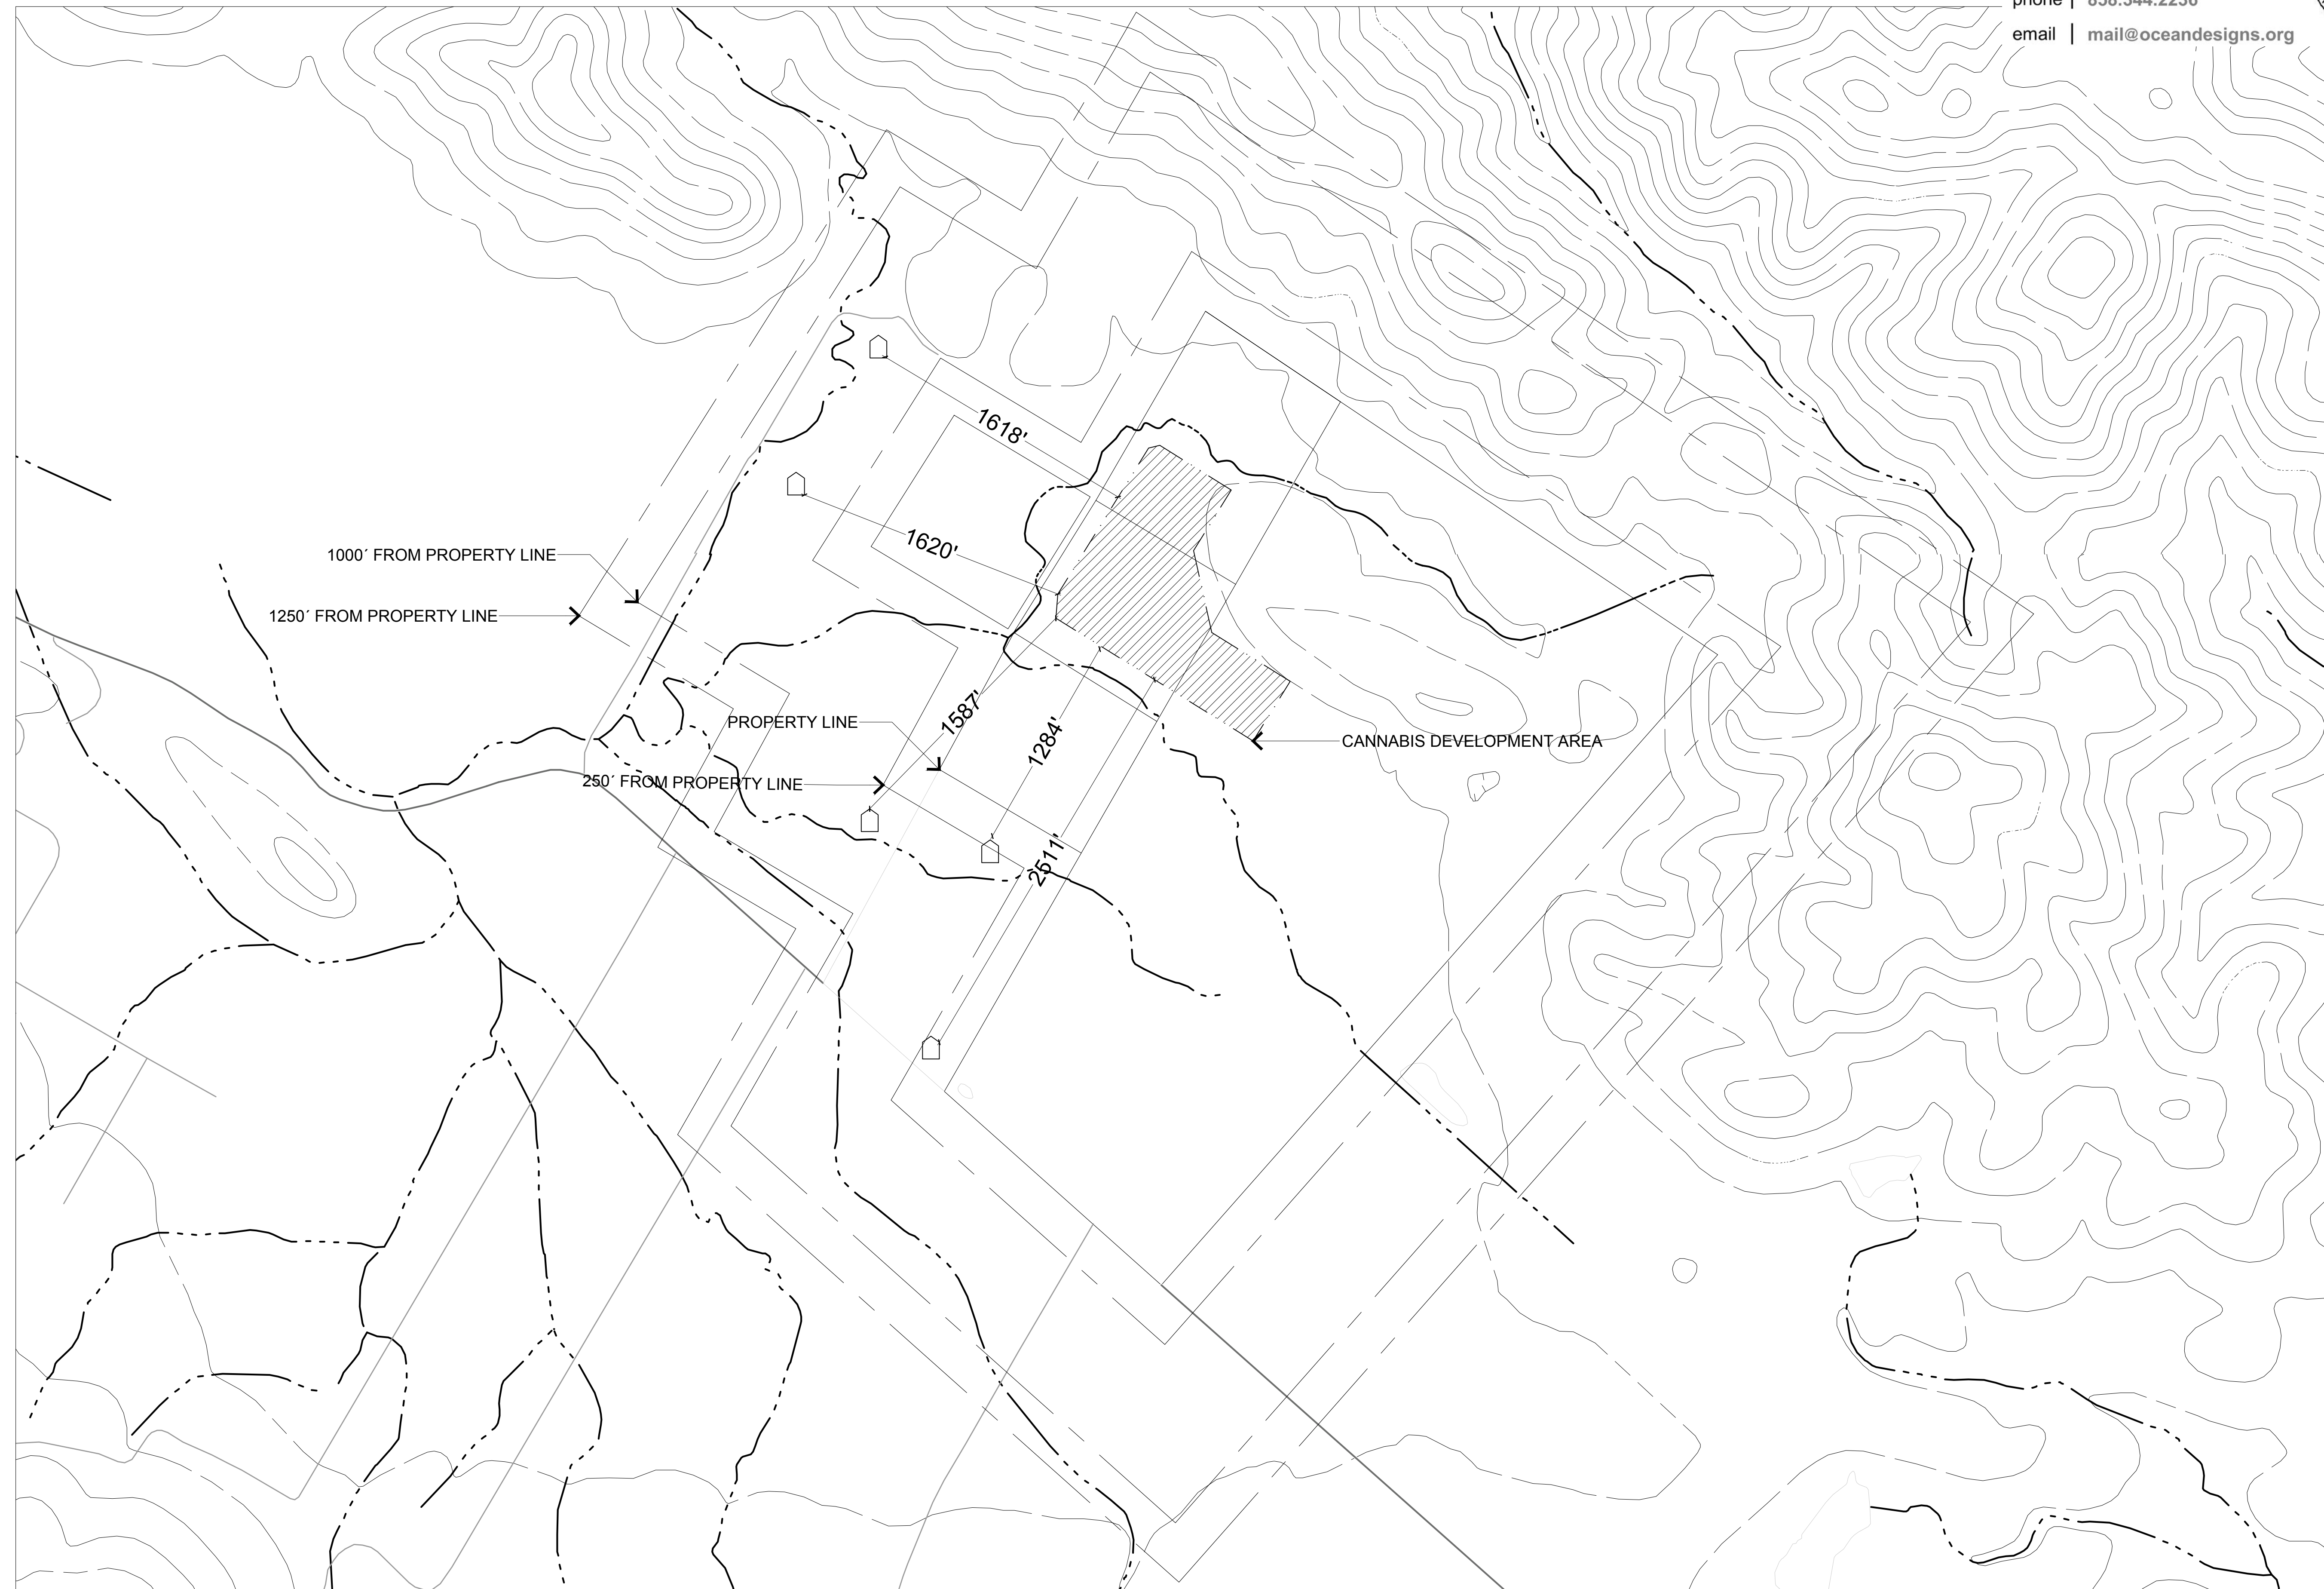 email | mail@oceandesigns.org
1618'
1620'
1000´ FROM PROPERTY LINE
1250´ FROM PROPERTY LINE
1587'
PROPERTY LINE
1284'
CANNABIS DEVELOPMENT AREA
250´ FROM PROPERTY LINE
2511'